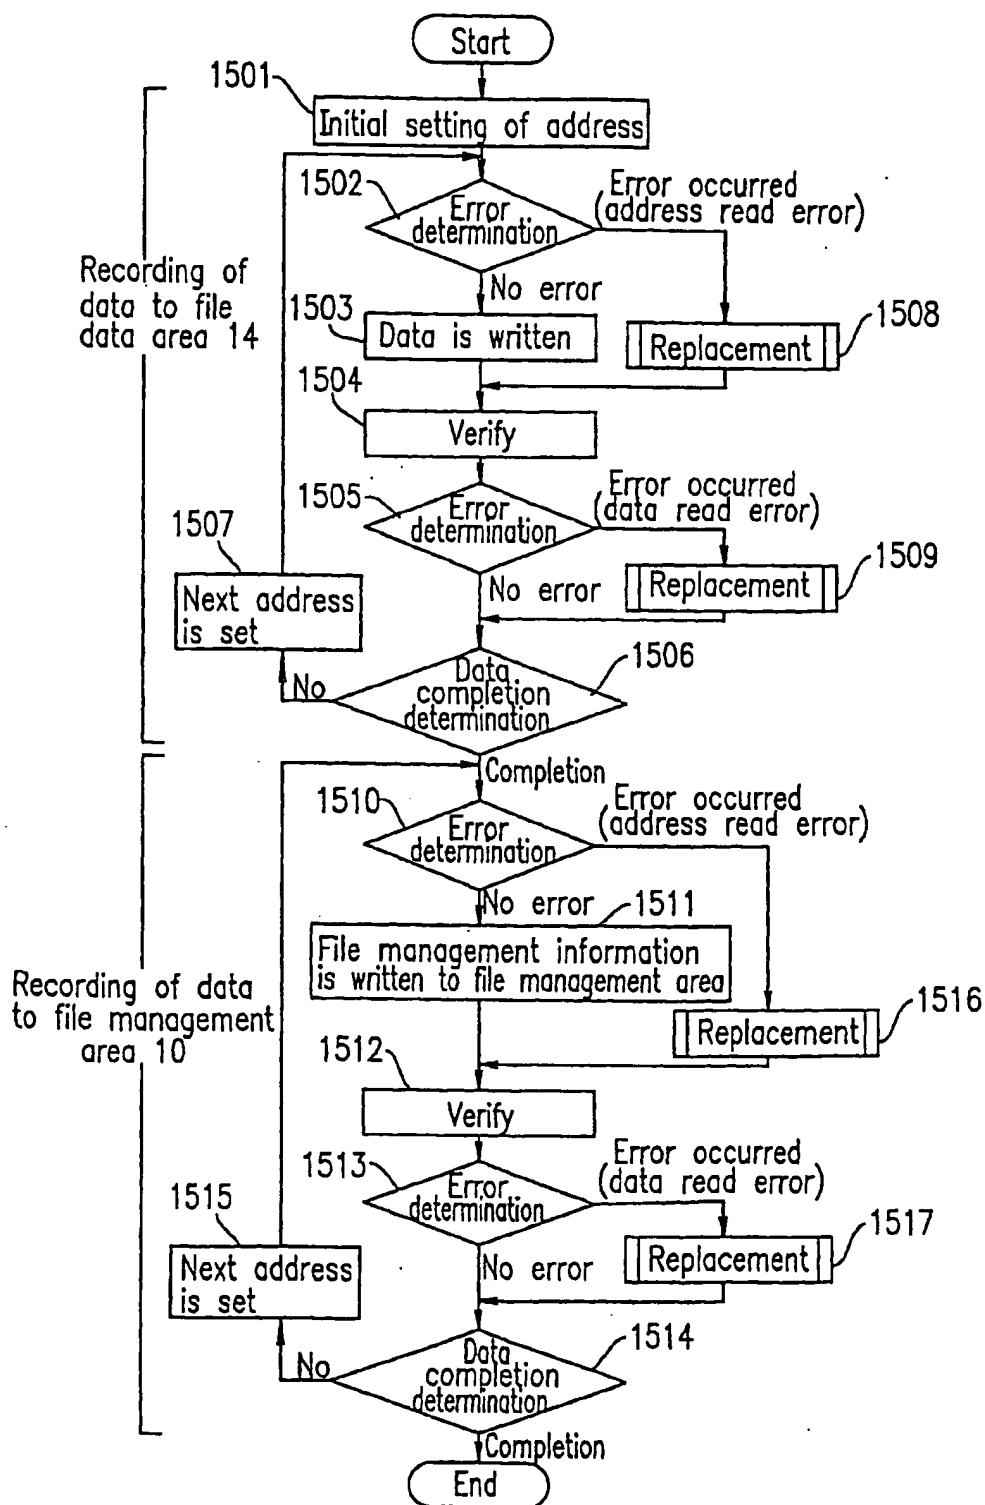 Start
1501
Initial setting of address
1502
Error
determination
Error occurred
(address read error)
No error
1503
Data is written
1508
Replacement
Recording of
data to file
data area 14
1504
Verify
1505
Error
determination
Error occurred
(data read error)
1507
Next address
is set
No error
1509
Replacement
1506
Data
completion
determination
No
Completion
1510
Error
determination
Error occurred
(address read error)
No error
1511
File management information
is written to file management area
Recording of data
to file management
area 10
1516
Replacement
1512
Verify
1513
Error
determination
Error occurred
(data read error)
1515
Next address
is set
No error
1517
Replacement
1514
Data
completion
determination
No
Completion
End